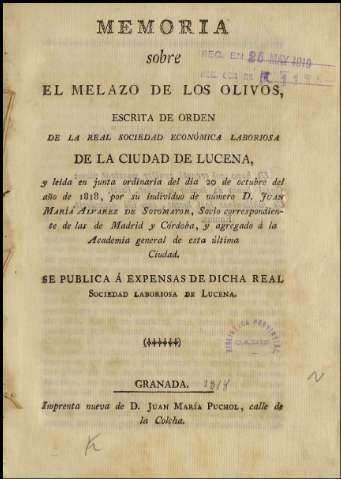 MEMORIA
sobre
EL MELAZO DE LOS OLIVOS,
ESCRITA DE ORDEN
DE LA REAL SOCIEDAD ECONÓMICA LABORIOSA
DE LA CIUDAD DE LUCENA,
y leida en junta ordinaria del dia 29 de octubre del
año de 1818, por su individuo de número D. JUAN
MARÍA ALVAREZ DE SOTOMAYOR, Socio correspondien-
te de las de Madrid y Córdoba, y agregado á la
Academia general de esta última
Ciudad.
SE PUBLICA Á EXPENSAS DE DICHA REAL
SOCIEDAD LABORIOSA DE LUCENA.
GRANADA.
Imprenta nueva de D. JUAN MARÍA PUCHOL, calle de
la Colcha.